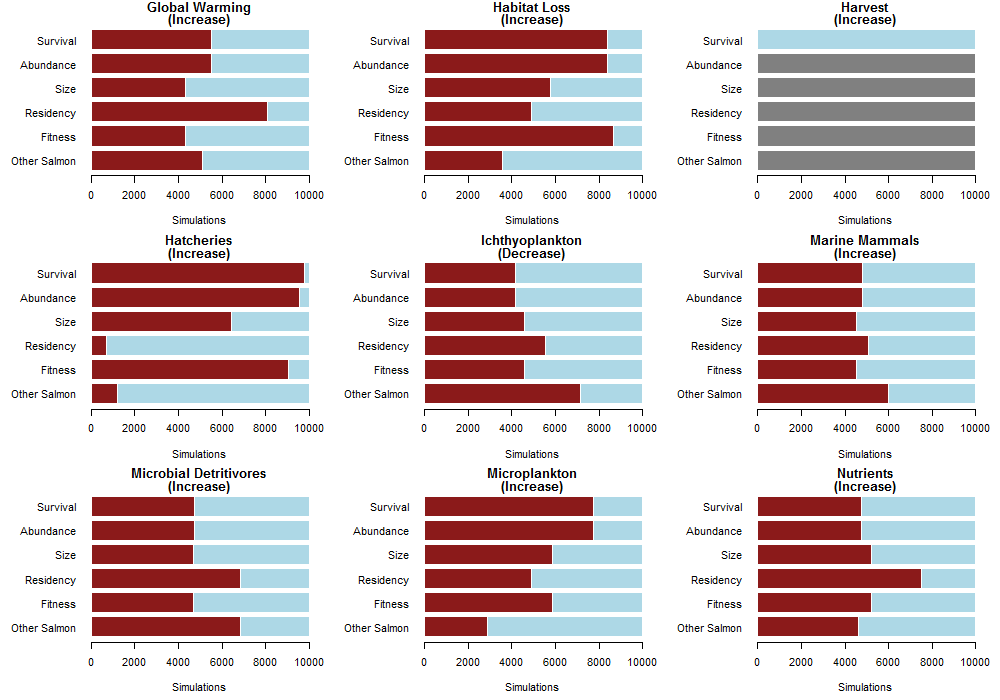 Global Warming
(Increase)
Survival
Abundance
Size
Residency
Fitness
Other Salmon
0 2000 4000 6000 8000 10000
Simulations
Habitat Loss
(Increase)
Survival
Abundance
Size
Residency
Fitness
Other Salmon
0 2000 4000 6000 8000 10000
Simulations
Harvest
(Increase)
Survival
Abundance
Size
Residency
Fitness
Other Salmon
0 2000 4000 6000 8000 10000
Simulations
Hatcheries
(Increase)
Survival
Abundance
Size
Residency
Fitness
Other Salmon
0 2000 4000 6000 8000 10000
Simulations
Ichthyoplankton
(Decrease)
Survival
Abundance
Size
Residency
Fitness
Other Salmon
0 2000 4000 6000 8000 10000
Simulations
Marine Mammals
(Increase)
Survival
Abundance
Size
Residency
Fitness
Other Salmon
0 2000 4000 6000 8000 10000
Simulations
Microbial Detritivores
(Increase)
Survival
Abundance
Size
Residency
Fitness
Other Salmon
0 2000 4000 6000 8000 10000
Simulations
Microplankton
(Increase)
Survival
Abundance
Size
Residency
Fitness
Other Salmon
0 2000 4000 6000 8000 10000
Simulations
Nutrients
(Increase)
Survival
Abundance
Size
Residency
Fitness
Other Salmon
0 2000 4000 6000 8000 10000
Simulations